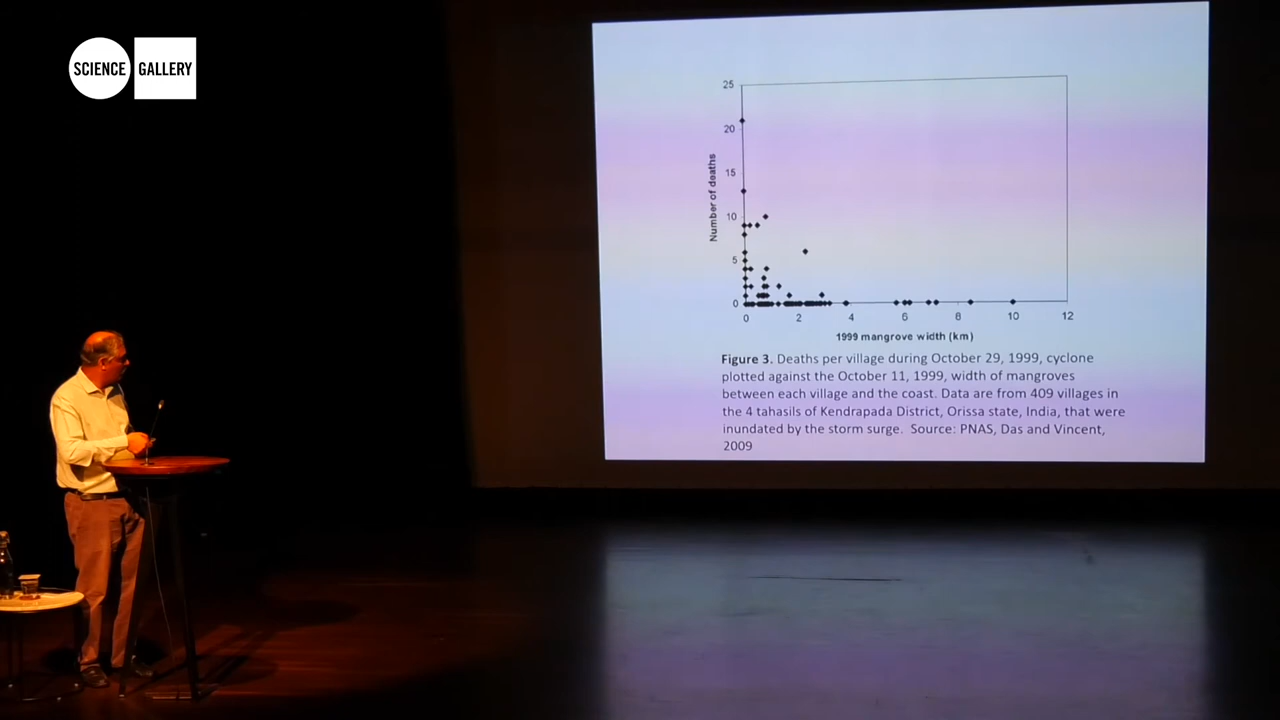 SCIENCE GALLERY
25
20
15
10
5
0
Number of deaths
0 2 4 6 8 10 12
1999 mangrove width (km)
Figure 3. Deaths per village during October 29, 1999, cyclone
plotted against the October 11, 1999, width of mangroves
between each village and the coast. Data are from 409 villages in
the 4 tahasils of Kendrapada District, Orissa state, India, that were
inundated by the storm surge. Source: PNAS, Das and Vincent,
2009